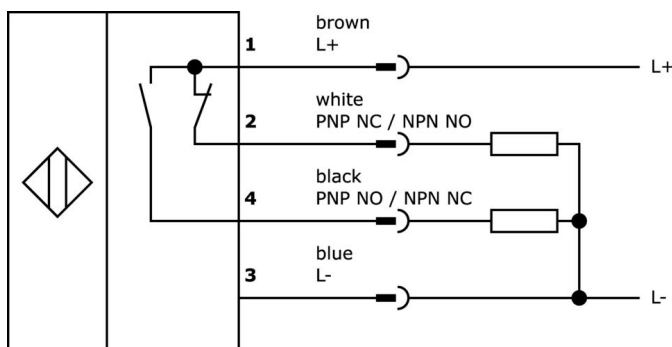 brown
1 L+
L+
white
2 PNP NC / NPN NO
black
4 PNP NO / NPN NC
blue
3 L-
L-